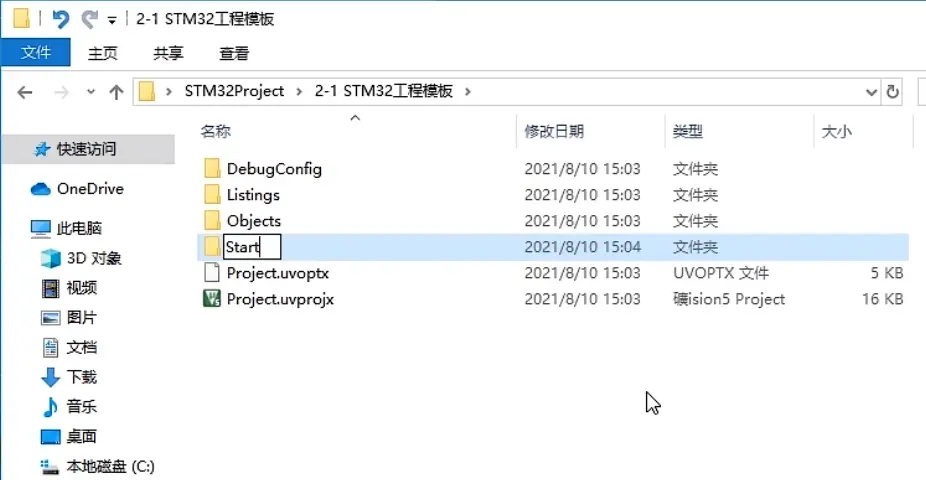 2-1 STM32工程模板
文件 主页 共享 查看
STM32Project 2-1 STM32工程模板
名称 修改日期 类型 大小
快速访问
OneDrive
此电脑
3D 对象
视频
图片
文档
下载
音乐
桌面
本地磁盘 (C:)
DebugConfig 2021/8/10 15:03 文件夹
Listings 2021/8/10 15:03 文件夹
Objects 2021/8/10 15:03 文件夹
Start 2021/8/10 15:04 文件夹
Project.uvoptx 2021/8/10 15:03 UVOPTX 文件 5 KB
Project.uvprojx 2021/8/10 15:03 礦ision5 Project 16 KB